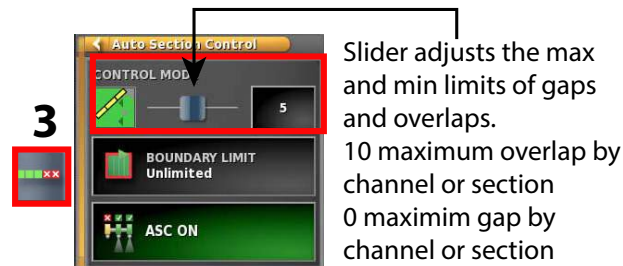 Auto Section Control
CONTROL MOD
5
3
BOUNDARY LIMIT
Unlimited
ASC ON
Slider adjusts the max
and min limits of gaps
and overlaps.
10 maximum overlap by
channel or section
0 maximim gap by
channel or section